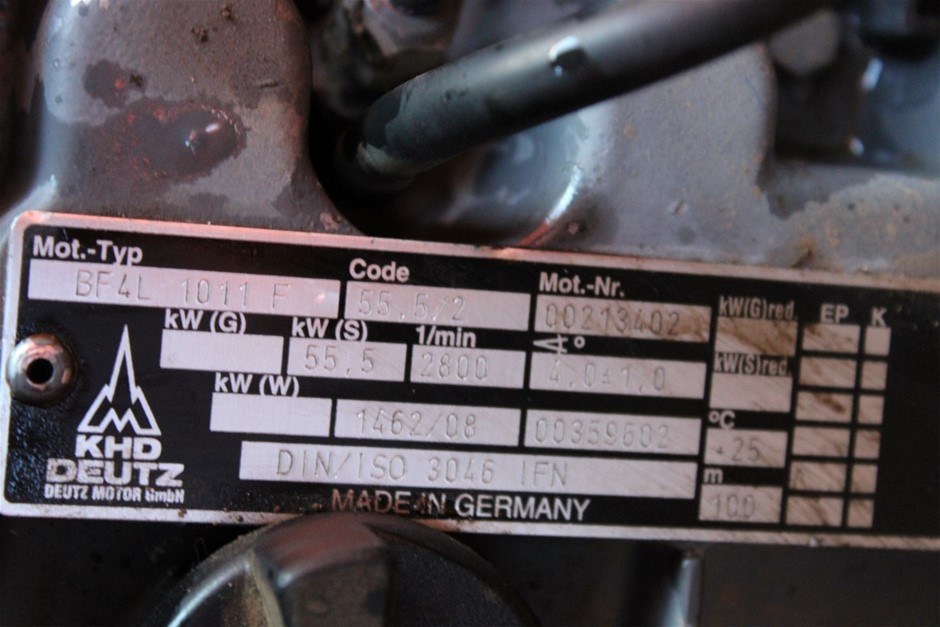 Mot.-Typ Code Mot.-Nr. kW(G)red. EP K
BF4L 1011 F 55,5/2 00213402
kW (G) kW (S) 1/min ∢° kW(S)red.
55,5 2800 4,0±1,0
kW (W) °C
1462/08 00359602 +25
DIN/ISO 3046 IFN m
100
KHD
DEUTZ
DEUTZ MOTOR GmbH
MADE IN GERMANY